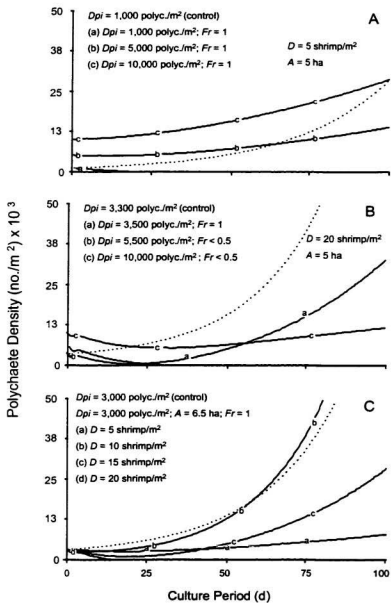 A
Dpi = 1,000 polyc./m² (control)
(a) Dpi = 1,000 polyc./m²; Fr = 1
(b) Dpi = 5,000 polyc./m²; Fr = 1
(c) Dpi = 10,000 polyc./m²; Fr = 1
D = 5 shrimp/m²
A = 5 ha
50
38
25
13
0
c c c c
b b b b
a
B
Dpi = 3,300 polyc./m² (control)
(a) Dpi = 3,500 polyc./m²; Fr = 1
(b) Dpi = 5,500 polyc./m²; Fr < 0.5
(c) Dpi = 10,000 polyc./m²; Fr < 0.5
D = 20 shrimp/m²
A = 5 ha
50
38
25
13
0
c c c
b
a a
C
Dpi = 3,000 polyc./m² (control)
Dpi = 3,000 polyc./m²; A = 6.5 ha; Fr = 1
(a) D = 5 shrimp/m²
(b) D = 10 shrimp/m²
(c) D = 15 shrimp/m²
(d) D = 20 shrimp/m²
50
38
25
13
0
b b b
c c
a a
0 25 50 75 100
Polychaete Density (no./m²) x 10³
Culture Period (d)